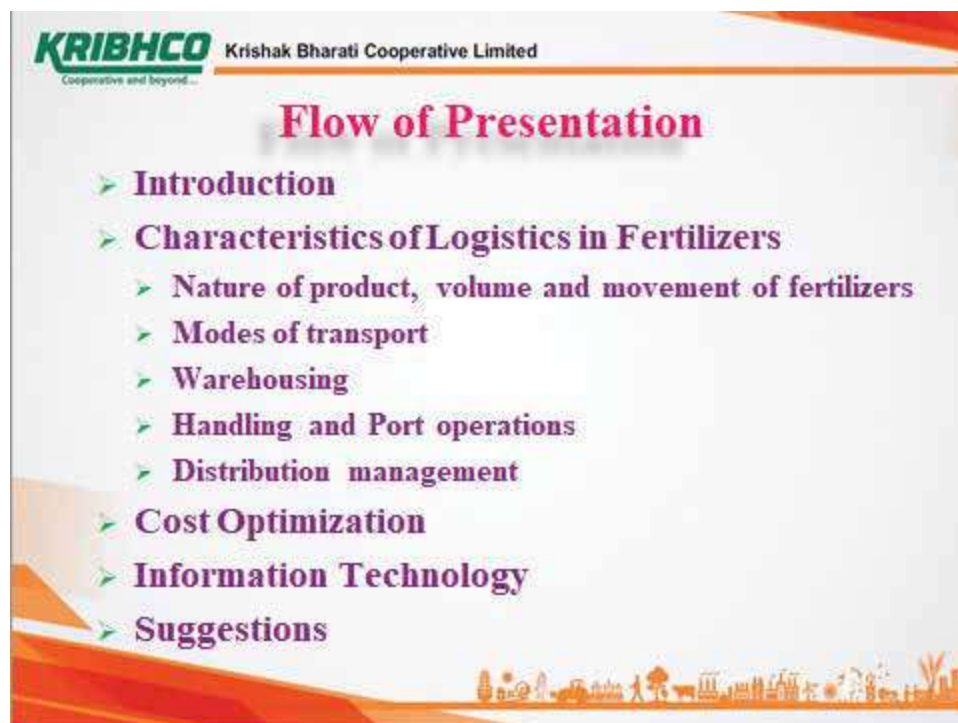 KRIBHCO
Cooperative and beyond...
Krishak Bharati Cooperative Limited
Flow of Presentation
Introduction
Characteristics of Logistics in Fertilizers
Nature of product, volume and movement of fertilizers
Modes of transport
Warehousing
Handling and Port operations
Distribution management
Cost Optimization
Information Technology
Suggestions